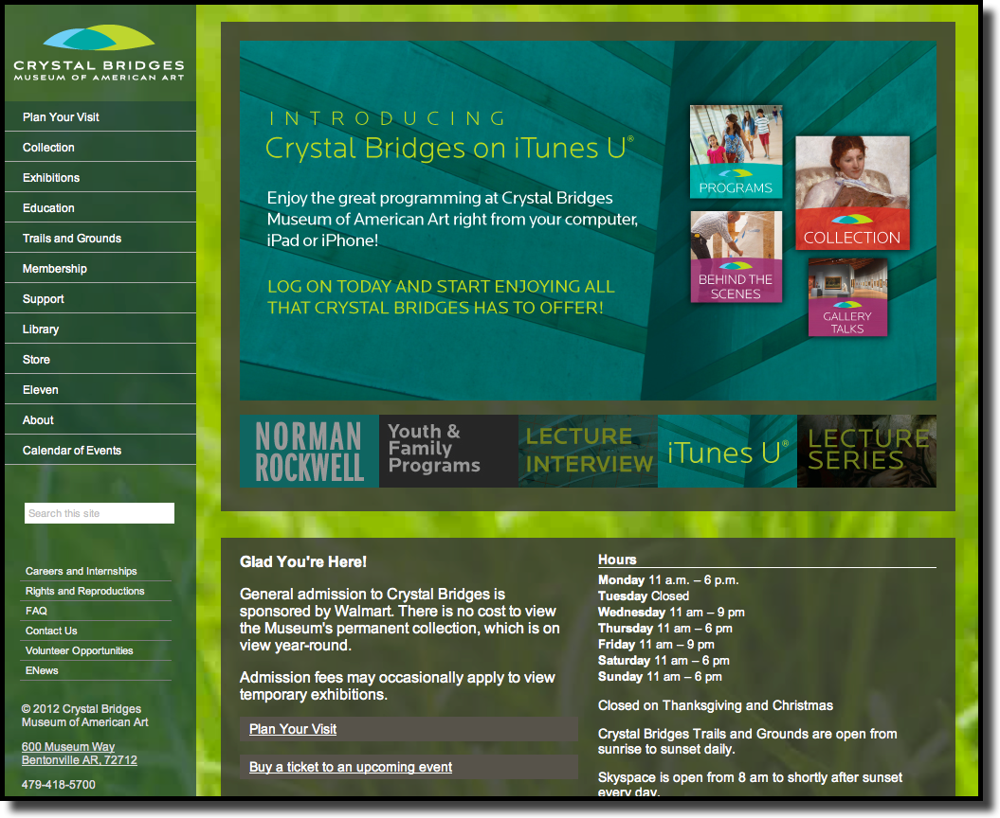 CRYSTAL BRIDGES
MUSEUM OF AMERICAN ART
Plan Your Visit
Collection
Exhibitions
Education
Trails and Grounds
Membership
Support
Library
Store
Eleven
About
Calendar of Events
Search this site
Careers and Internships
Rights and Reproductions
FAQ
Contact Us
Volunteer Opportunities
ENews
© 2012 Crystal Bridges
Museum of American Art
600 Museum Way
Bentonville AR, 72712
479-418-5700
INTRODUCING
Crystal Bridges on iTunes U®
Enjoy the great programming at Crystal Bridges
Museum of American Art right from your computer,
iPad or iPhone!
LOG ON TODAY AND START ENJOYING ALL
THAT CRYSTAL BRIDGES HAS TO OFFER!
PROGRAMS
COLLECTION
BEHIND THE
SCENES
GALLERY
TALKS
NORMAN
ROCKWELL
Youth &
Family
Programs
LECTURE
INTERVIEW
iTunes U®
LECTURE
SERIES
Glad You're Here!
General admission to Crystal Bridges is
sponsored by Walmart. There is no cost to view
the Museum's permanent collection, which is on
view year-round.
Admission fees may occasionally apply to view
temporary exhibitions.
Plan Your Visit
Buy a ticket to an upcoming event
Hours
Monday 11 a.m. – 6 p.m.
Tuesday Closed
Wednesday 11 am – 9 pm
Thursday 11 am – 6 pm
Friday 11 am – 9 pm
Saturday 11 am – 6 pm
Sunday 11 am – 6 pm
Closed on Thanksgiving and Christmas
Crystal Bridges Trails and Grounds are open from
sunrise to sunset daily.
Skyspace is open from 8 am to shortly after sunset
every day.